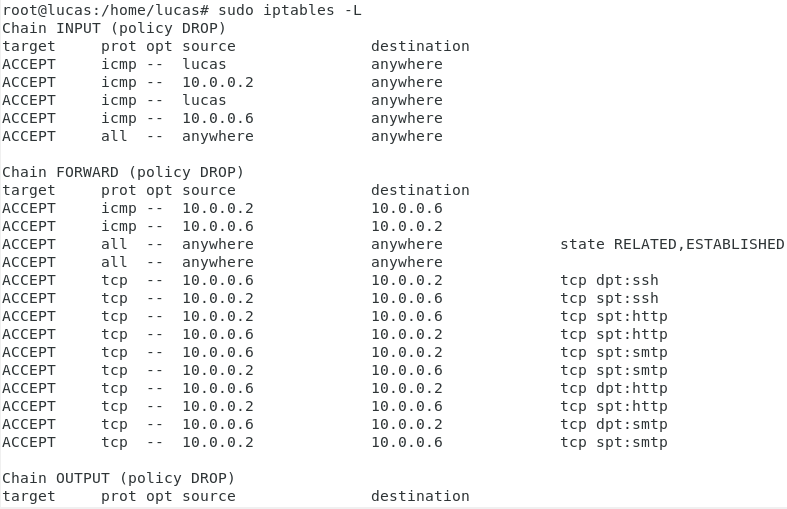 root@lucas:/home/lucas# sudo iptables -L
Chain INPUT (policy DROP)
target     prot opt source               destination
ACCEPT     icmp --  lucas                anywhere
ACCEPT     icmp --  10.0.0.2             anywhere
ACCEPT     icmp --  lucas                anywhere
ACCEPT     icmp --  10.0.0.6             anywhere
ACCEPT     all  --  anywhere             anywhere

Chain FORWARD (policy DROP)
target     prot opt source               destination
ACCEPT     icmp --  10.0.0.2             10.0.0.6
ACCEPT     icmp --  10.0.0.6             10.0.0.2
ACCEPT     all  --  anywhere             anywhere             state RELATED,ESTABLISHED
ACCEPT     all  --  anywhere             anywhere
ACCEPT     tcp  --  10.0.0.6             10.0.0.2             tcp dpt:ssh
ACCEPT     tcp  --  10.0.0.2             10.0.0.6             tcp spt:ssh
ACCEPT     tcp  --  10.0.0.2             10.0.0.6             tcp spt:http
ACCEPT     tcp  --  10.0.0.6             10.0.0.2             tcp spt:http
ACCEPT     tcp  --  10.0.0.6             10.0.0.2             tcp spt:smtp
ACCEPT     tcp  --  10.0.0.2             10.0.0.6             tcp spt:smtp
ACCEPT     tcp  --  10.0.0.6             10.0.0.2             tcp dpt:http
ACCEPT     tcp  --  10.0.0.2             10.0.0.6             tcp spt:http
ACCEPT     tcp  --  10.0.0.6             10.0.0.2             tcp dpt:smtp
ACCEPT     tcp  --  10.0.0.2             10.0.0.6             tcp spt:smtp

Chain OUTPUT (policy DROP)
target     prot opt source               destination